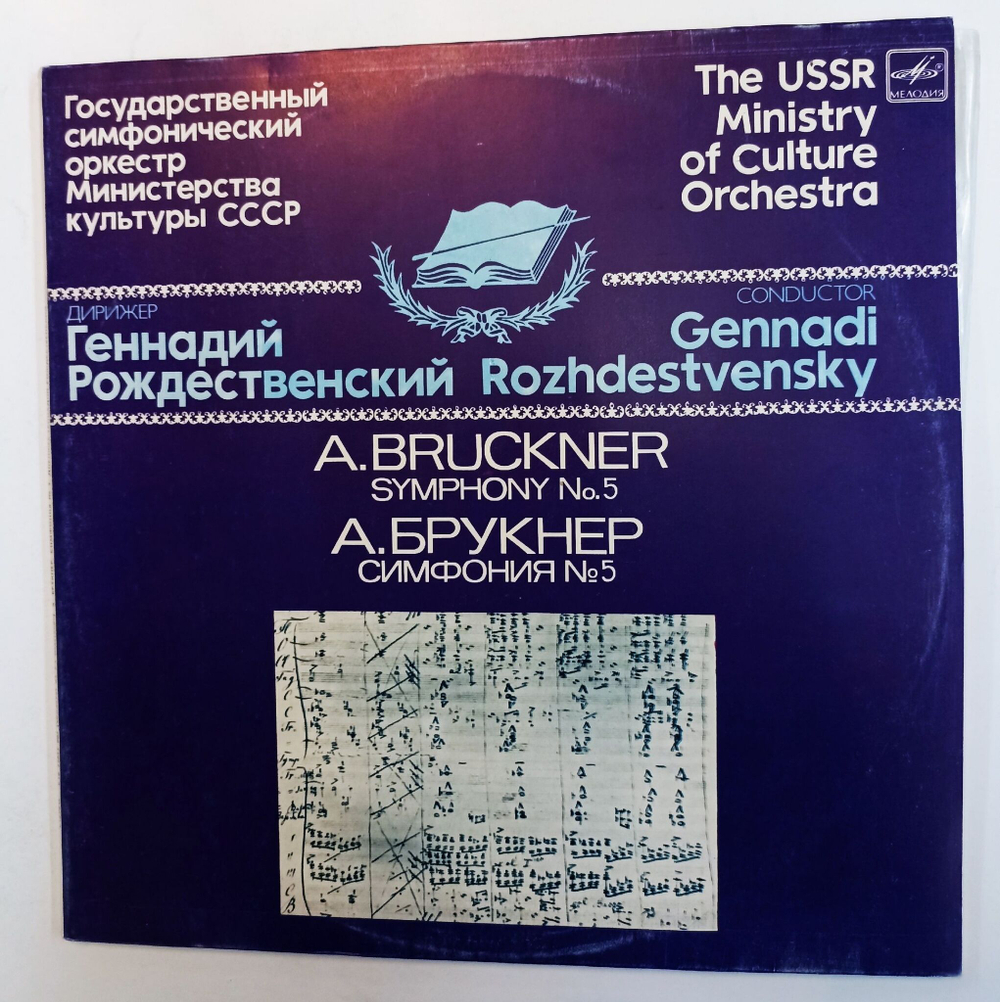 Государственный
симфонический
оркестр
Министерства
культуры СССР
The USSR
Ministry
of Culture
Orchestra
МЕЛОДИЯ
ДИРИЖЕР
Геннадий
Рождественский
CONDUCTOR
Gennadi
Rozhdestvensky
A.BRUCKNER
SYMPHONY No.5
А.БРУКНЕР
СИМФОНИЯ №5